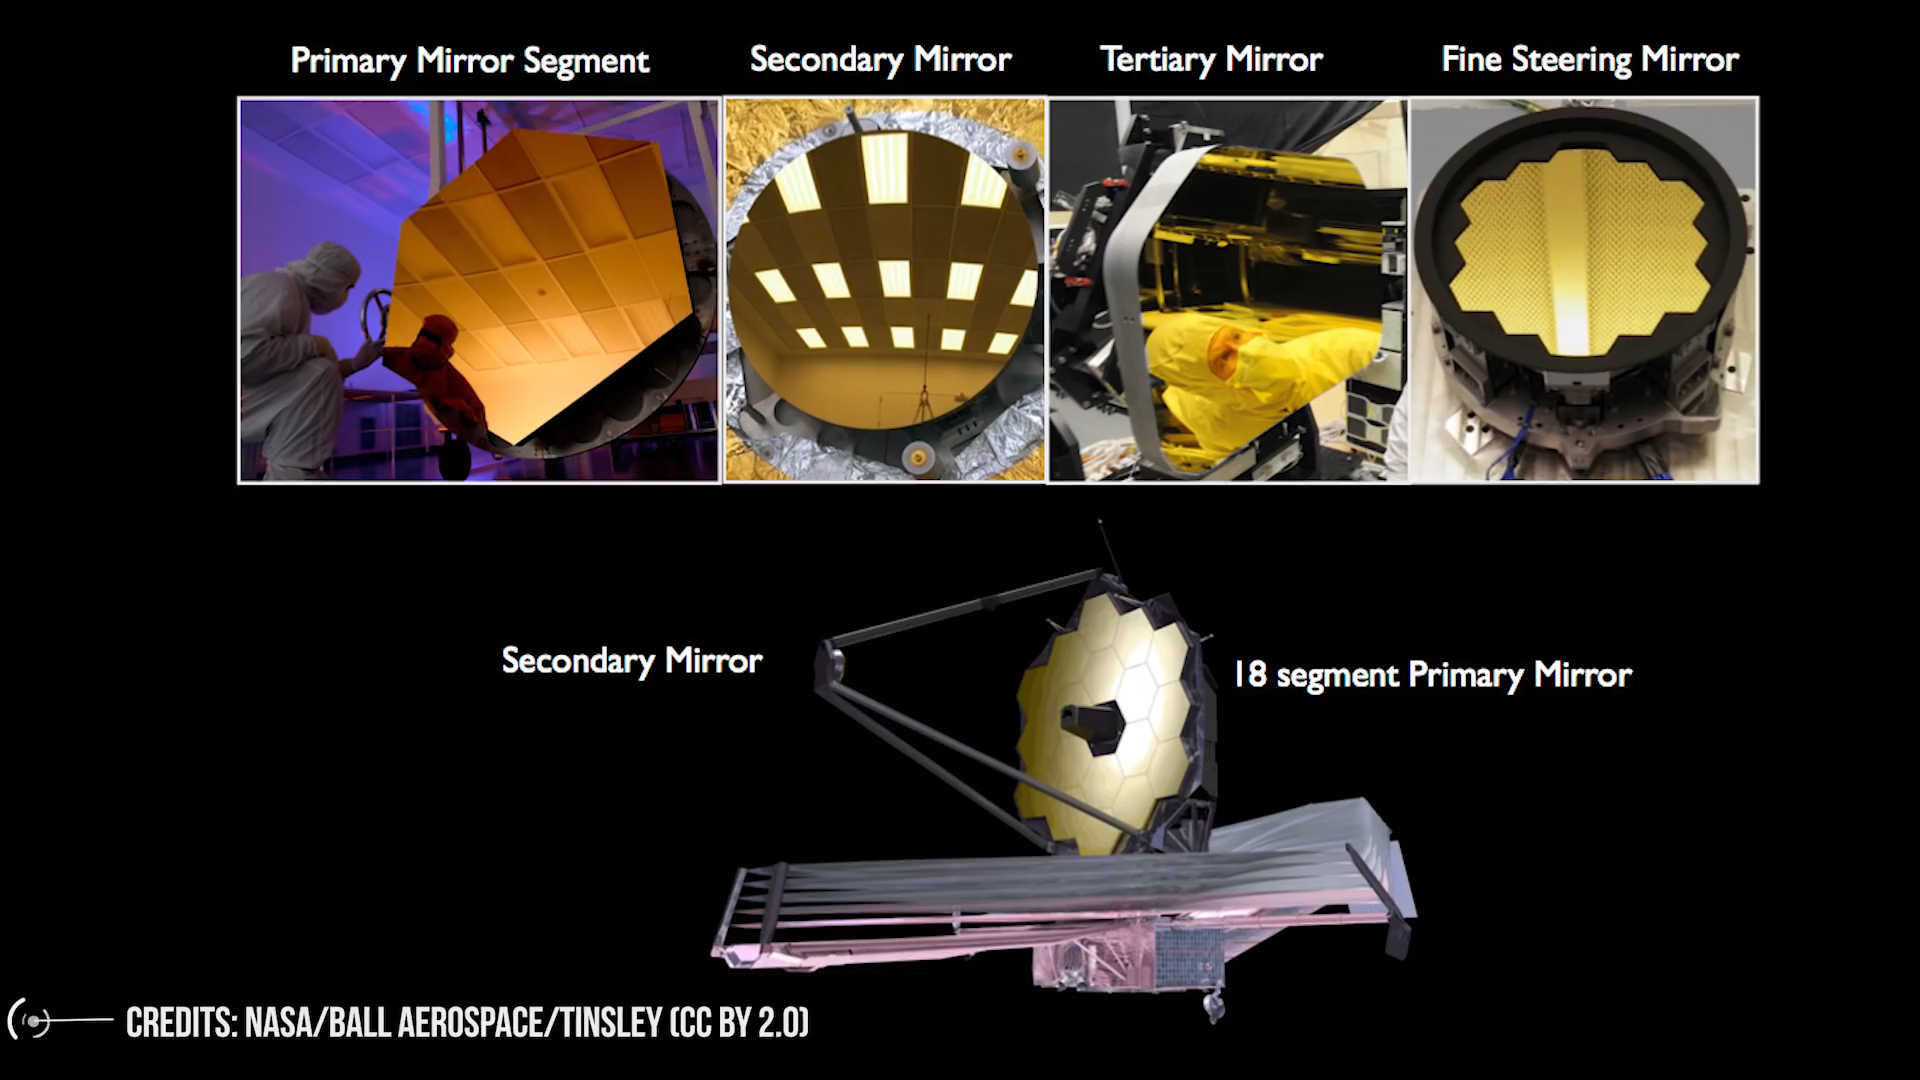 Primary Mirror Segment
Secondary Mirror
Tertiary Mirror
Fine Steering Mirror
Secondary Mirror
18 segment Primary Mirror
CREDITS: NASA/BALL AEROSPACE/TINSLEY (CC BY 2.0)